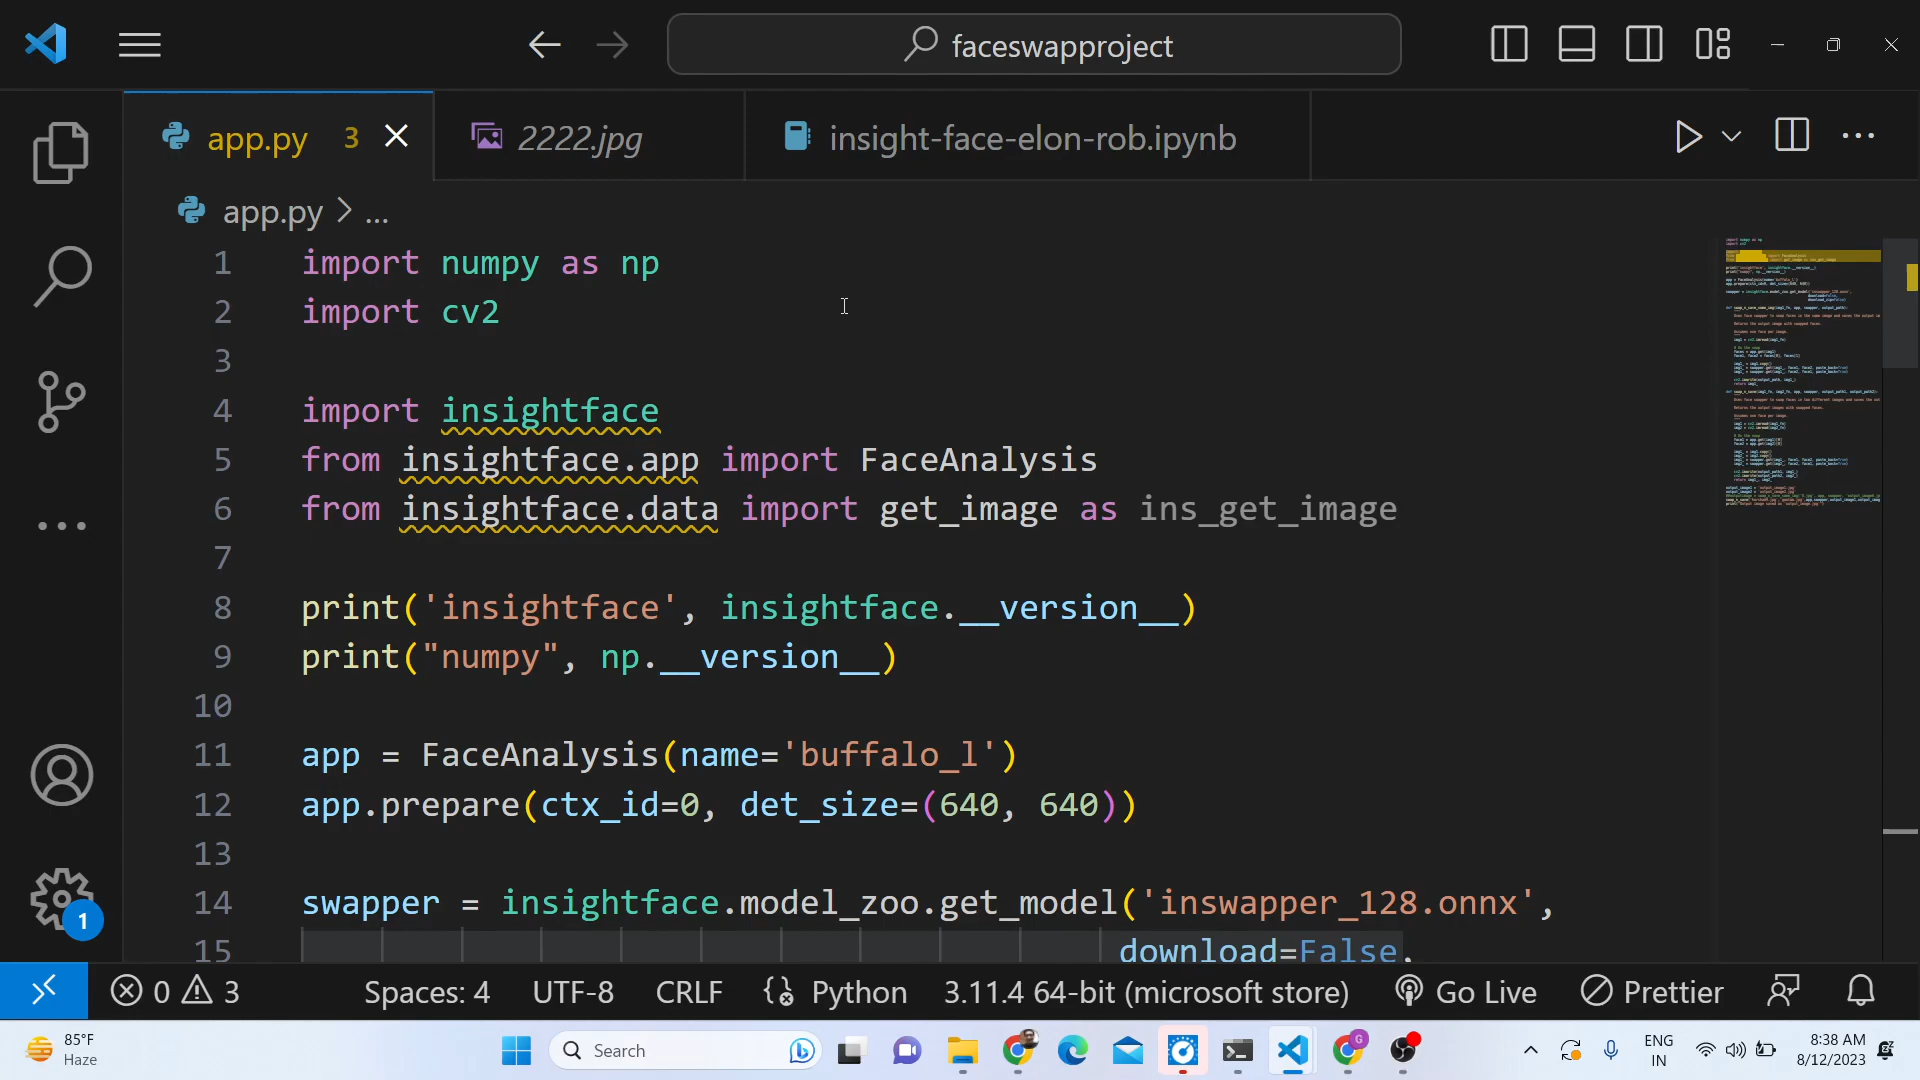 faceswapproject
app.py 3
2222.jpg
insight-face-elon-rob.ipynb
app.py > ...
1 import numpy as np
2 import cv2
3
4 import insightface
5 from insightface.app import FaceAnalysis
6 from insightface.data import get_image as ins_get_image
7
8 print('insightface', insightface.__version__)
9 print("numpy", np.__version__)
10
11 app = FaceAnalysis(name='buffalo_l')
12 app.prepare(ctx_id=0, det_size=(640, 640))
13
14 swapper = insightface.model_zoo.get_model('inswapper_128.onnx',
15 download=False,
1
0 3 Spaces: 4 UTF-8 CRLF Python 3.11.4 64-bit (microsoft store) Go Live Prettier
85°F
Haze
Search
ENG
IN
8:38 AM
8/12/2023